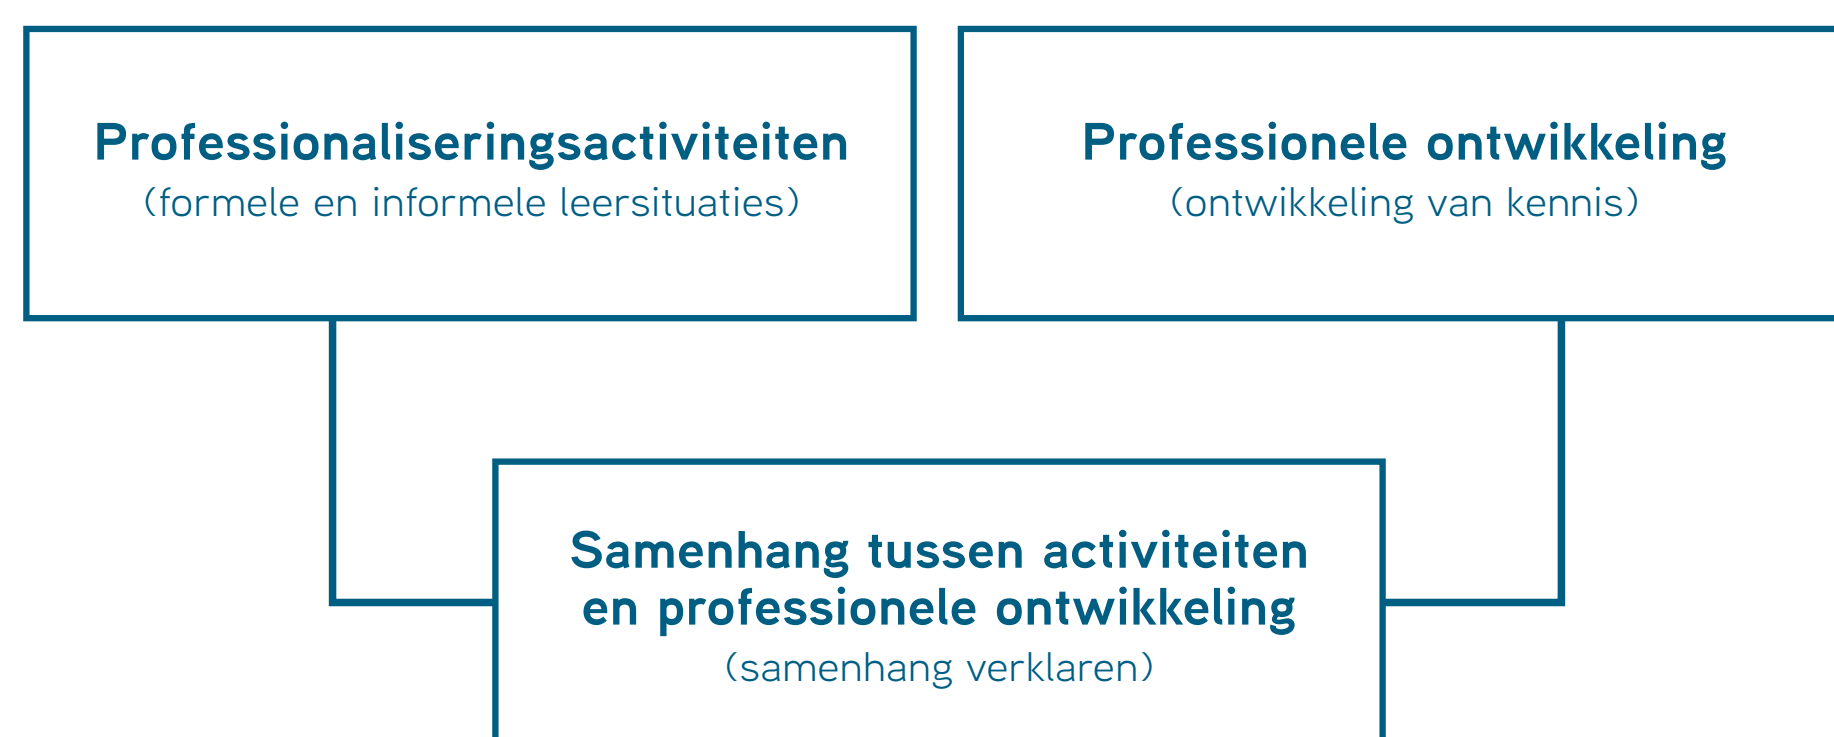 Professionaliseringsactiviteiten
(formele en informele leersituaties)
Professionele ontwikkeling
(ontwikkeling van kennis)
Samenhang tussen activiteiten
en professionele ontwikkeling
(samenhang verklaren)